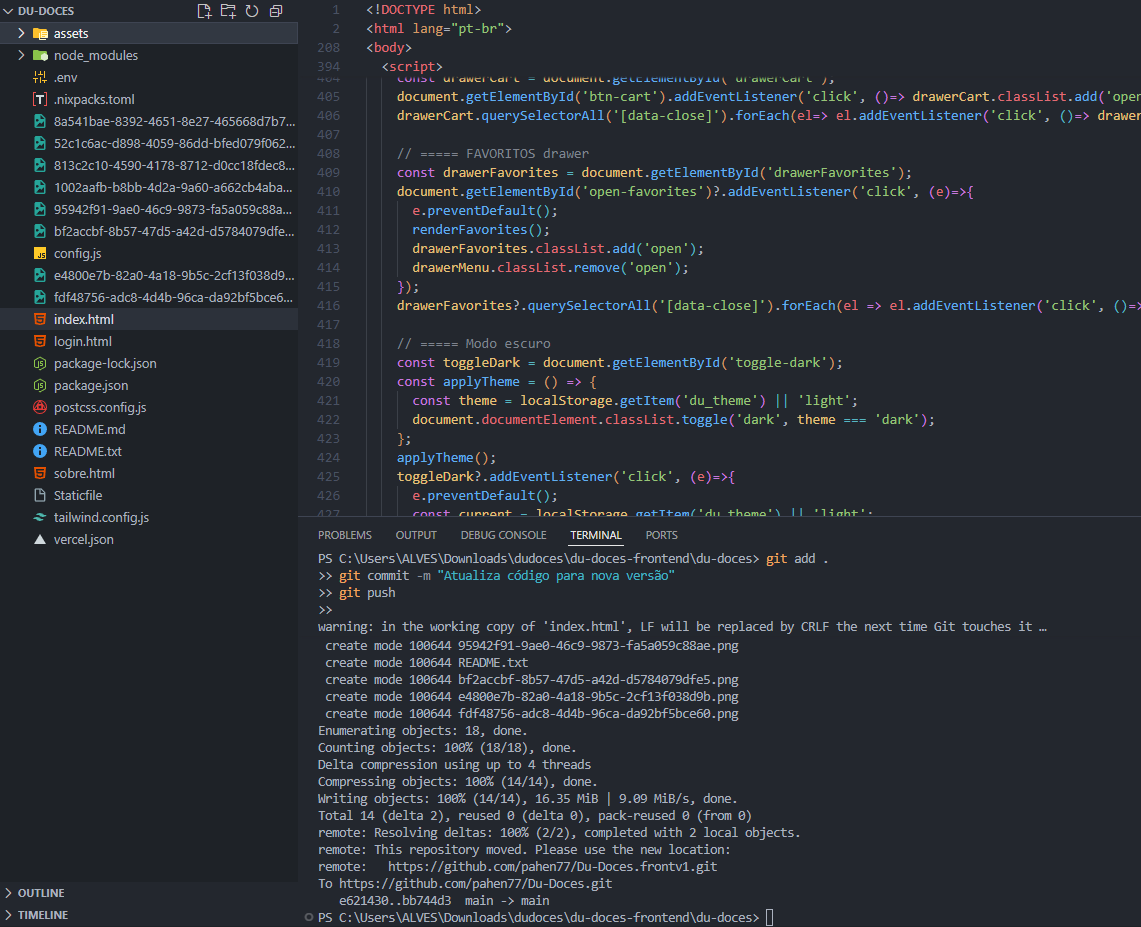 DU-DOCES
assets
node_modules
.env
.nixpacks.toml
8a541bae-8392-4651-8e27-465668d7b7...
52c1c6ac-d898-4059-86dd-bfed079f062...
813c2c10-4590-4178-8712-d0cc18fdec8...
1002aafb-b8bb-4d2a-9a60-a662cb4aba...
95942f91-9ae0-46c9-9873-fa5a059c88a...
bf2accbf-8b57-47d5-a42d-d5784079dfe...
config.js
e4800e7b-82a0-4a18-9b5c-2cf13f038d9...
fdf48756-adc8-4d4b-96ca-da92bf5bce6...
index.html
login.html
package-lock.json
package.json
postcss.config.js
README.md
README.txt
sobre.html
Staticfile
tailwind.config.js
vercel.json
OUTLINE
TIMELINE
1 <!DOCTYPE html>
2 <html lang="pt-br">
208 <body>
394 <script>
404 const drawerCart = document.getElementById('drawerCart');
405 document.getElementById('btn-cart').addEventListener('click', ()=> drawerCart.classList.add('open
406 drawerCart.querySelectorAll('[data-close]').forEach(el=> el.addEventListener('click', ()=> drawer
407
408 // ===== FAVORITOS drawer
409 const drawerFavorites = document.getElementById('drawerFavorites');
410 document.getElementById('open-favorites')?.addEventListener('click', (e)=>{
411 e.preventDefault();
412 renderFavorites();
413 drawerFavorites.classList.add('open');
414 drawerMenu.classList.remove('open');
415 });
416 drawerFavorites?.querySelectorAll('[data-close]').forEach(el => el.addEventListener('click', ()=>
417
418 // ===== Modo escuro
419 const toggleDark = document.getElementById('toggle-dark');
420 const applyTheme = () => {
421 const theme = localStorage.getItem('du_theme') || 'light';
422 document.documentElement.classList.toggle('dark', theme === 'dark');
423 };
424 applyTheme();
425 toggleDark?.addEventListener('click', (e)=>{
426 e.preventDefault();
427 const current = localStorage.getItem('du_theme') || 'light';
PROBLEMS OUTPUT DEBUG CONSOLE TERMINAL PORTS
PS C:\Users\ALVES\Downloads\dudoces\du-doces-frontend\du-doces> git add .
>> git commit -m "Atualiza código para nova versão"
>> git push
>>
warning: in the working copy of 'index.html', LF will be replaced by CRLF the next time Git touches it …
create mode 100644 95942f91-9ae0-46c9-9873-fa5a059c88ae.png
create mode 100644 README.txt
create mode 100644 bf2accbf-8b57-47d5-a42d-d5784079dfe5.png
create mode 100644 e4800e7b-82a0-4a18-9b5c-2cf13f038d9b.png
create mode 100644 fdf48756-adc8-4d4b-96ca-da92bf5bce60.png
Enumerating objects: 18, done.
Counting objects: 100% (18/18), done.
Delta compression using up to 4 threads
Compressing objects: 100% (14/14), done.
Writing objects: 100% (14/14), 16.35 MiB | 9.09 MiB/s, done.
Total 14 (delta 2), reused 0 (delta 0), pack-reused 0 (from 0)
remote: Resolving deltas: 100% (2/2), completed with 2 local objects.
remote: This repository moved. Please use the new location:
remote: https://github.com/pahen77/Du-Doces.frontv1.git
To https://github.com/pahen77/Du-Doces.git
e621430..bb744d3 main -> main
PS C:\Users\ALVES\Downloads\dudoces\du-doces-frontend\du-doces>